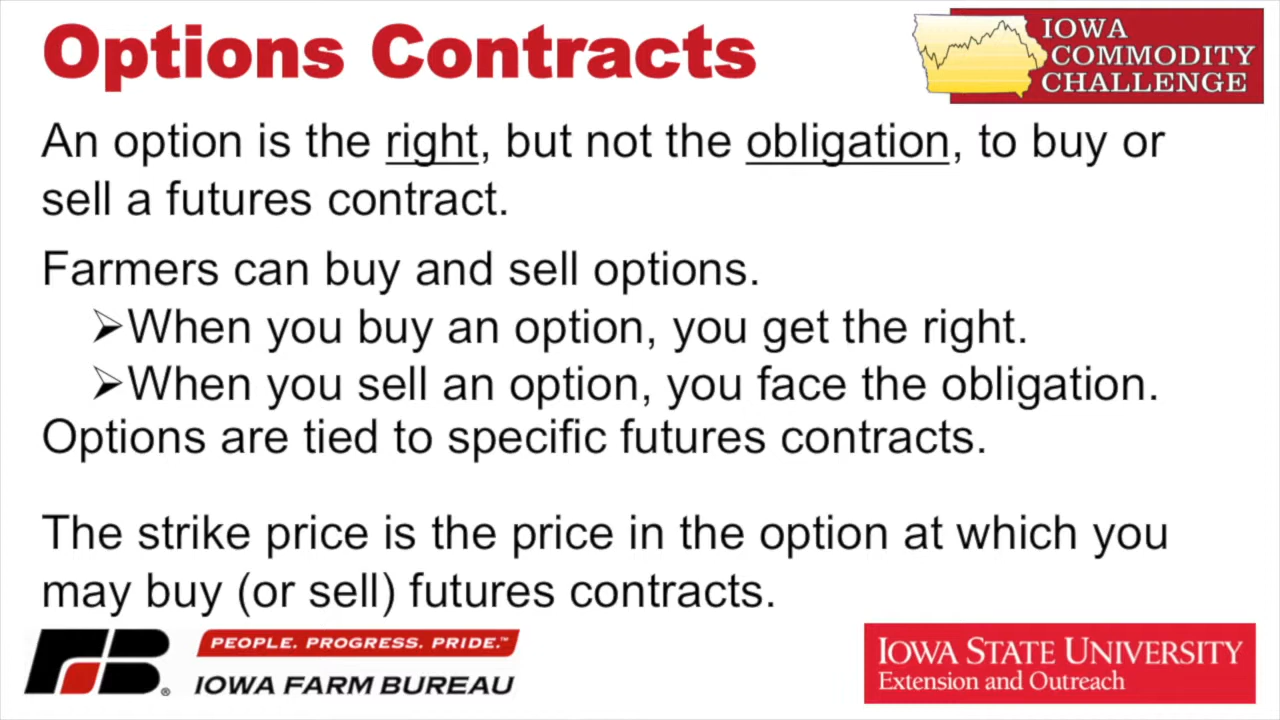 Options Contracts
IOWA
COMMODITY
CHALLENGE
An option is the right, but not the obligation, to buy or
sell a futures contract.
Farmers can buy and sell options.
➢When you buy an option, you get the right.
➢When you sell an option, you face the obligation.
Options are tied to specific futures contracts.
The strike price is the price in the option at which you
may buy (or sell) futures contracts.
FB®
PEOPLE. PROGRESS. PRIDE.™
IOWA FARM BUREAU
IOWA STATE UNIVERSITY
Extension and Outreach